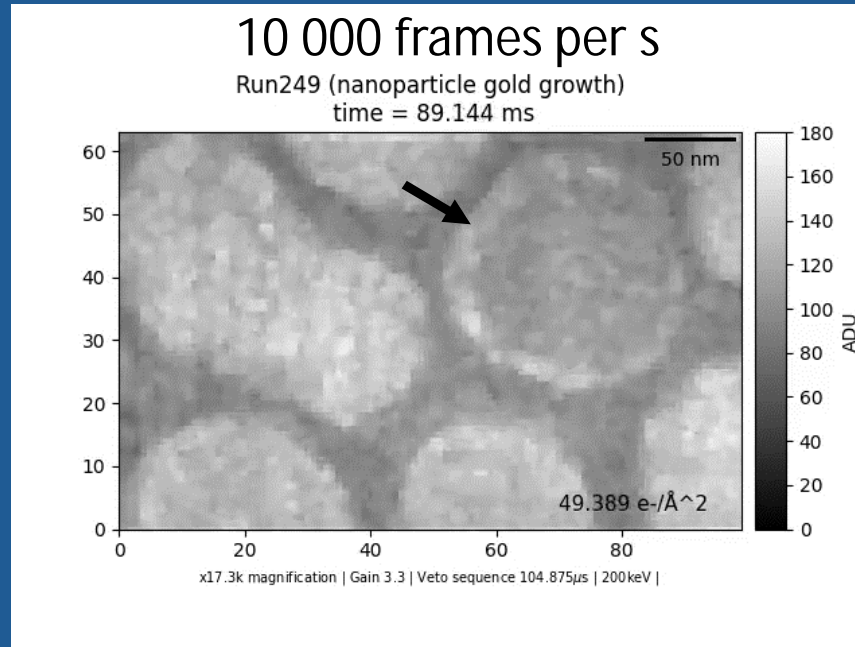 10 000 frames per s
Run249 (nanoparticle gold growth)
time = 89.144 ms
60
50
40
30
20
10
0
50 nm
49.389 e-/Å^2
0 20 40 60 80
180
160
140
120
100
80
60
40
20
0
ADU
x17.3k magnification | Gain 3.3 | Veto sequence 104.875µs | 200keV |